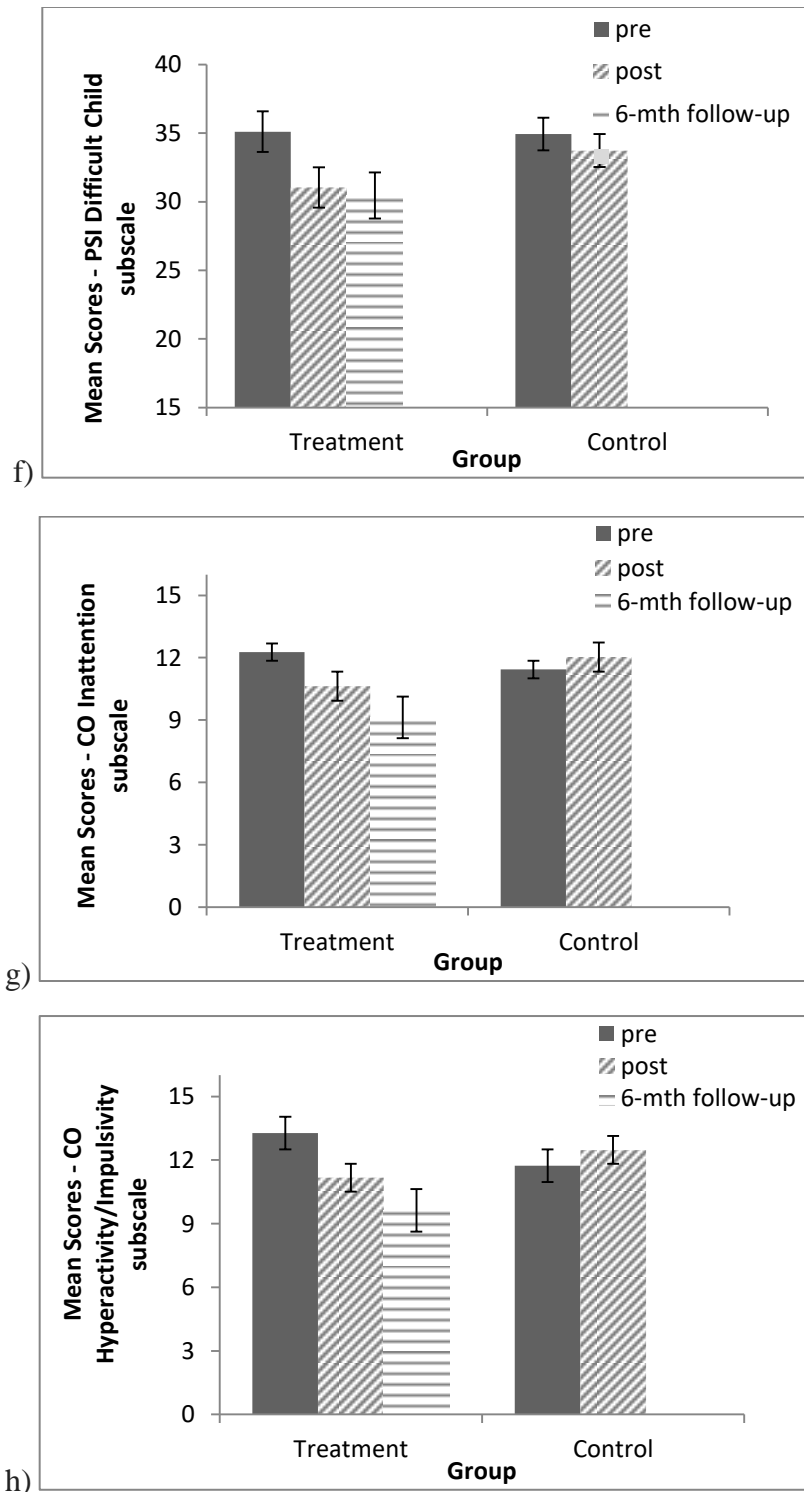 pre
post
6-mth follow-up
40
35
30
25
20
15
Mean Scores - PSI Difficult Child
subscale
Treatment
Control
Group
f)
pre
post
6-mth follow-up
15
12
9
6
3
0
Mean Scores - CO Inattention
subscale
Treatment
Control
Group
g)
pre
post
6-mth follow-up
15
12
9
6
3
0
Mean Scores - CO
Hyperactivity/Impulsivity
subscale
Treatment
Control
Group
h)